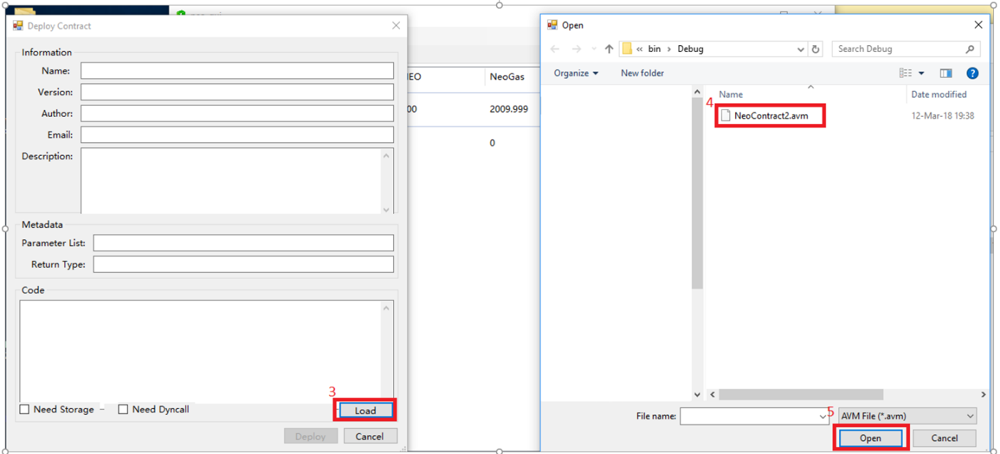 Deploy Contract
Information
Name:
Version:
Author:
Email:
Description:
Metadata
Parameter List:
Return Type:
Code
3
Need Storage
Need Dyncall
Load
Deploy
Cancel
NeoGas
2009.999
0
Open
« bin › Debug
Search Debug
Organize
New folder
Name
Date modified
4
NeoContract2.avm
12-Mar-18 19:38
File name:
5
AVM File (*.avm)
Open
Cancel